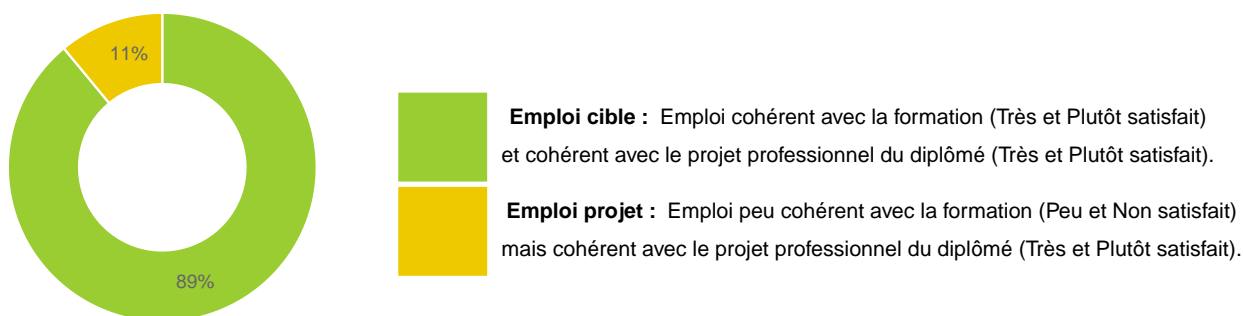 11%
89%
Emploi cible : Emploi cohérent avec la formation (Très et Plutôt satisfait)
et cohérent avec le projet professionnel du diplômé (Très et Plutôt satisfait).
Emploi projet : Emploi peu cohérent avec la formation (Peu et Non satisfait)
mais cohérent avec le projet professionnel du diplômé (Très et Plutôt satisfait).